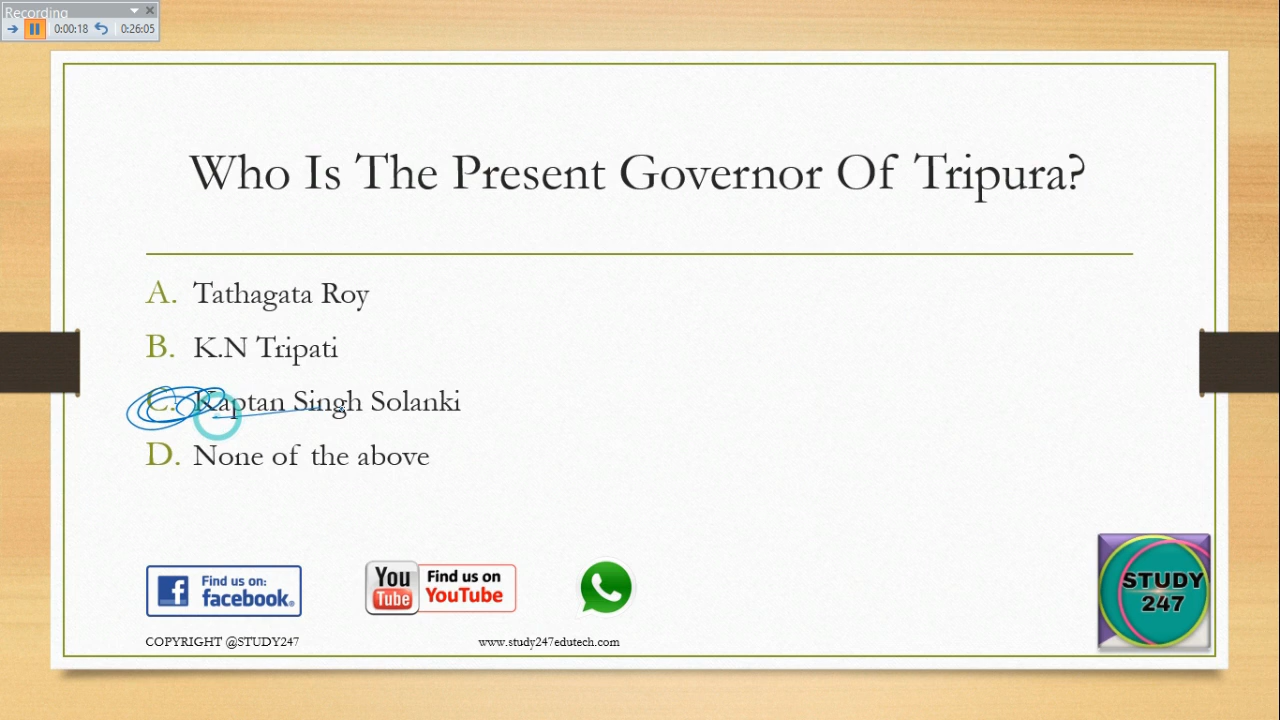 Recording
0:00:18 0:26:05
Who Is The Present Governor Of Tripura?
A. Tathagata Roy
B. K.N Tripati
C. Kaptan Singh Solanki
D. None of the above
Find us on:
facebook.
You
Tube
Find us on
YouTube
STUDY
247
COPYRIGHT @STUDY247
www.study247edutech.com